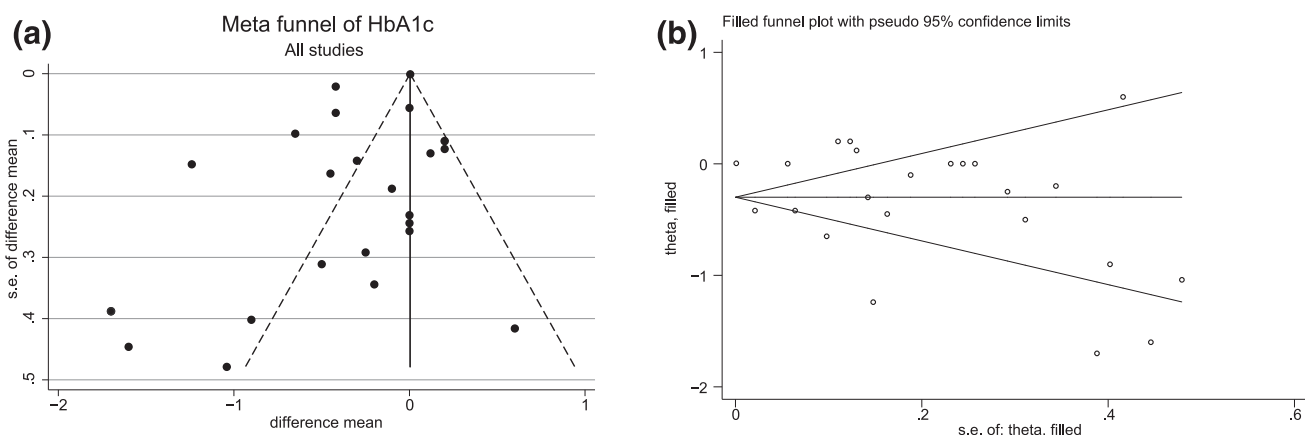 (a)
Meta funnel of HbA1c
All studies
s.e. of difference mean
0
.1
.2
.3
.4
.5
−2
−1
0
1
difference mean
(b)
Filled funnel plot with pseudo 95% confidence limits
theta, filled
1
0
−1
−2
0
.2
.4
.6
s.e. of: theta, filled